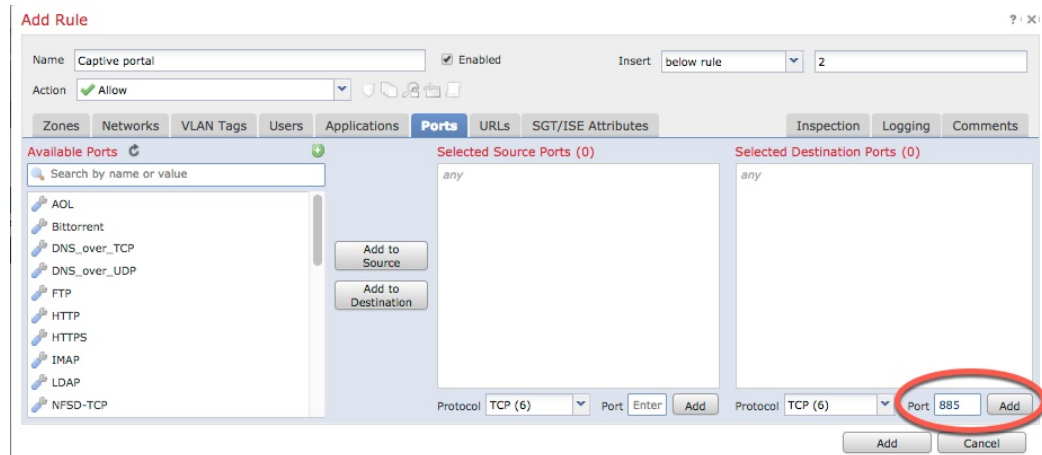 Add Rule
Name Captive portal Enabled Insert below rule 2
Action Allow
Zones Networks VLAN Tags Users Applications Ports URLs SGT/ISE Attributes Inspection Logging Comments
Available Ports Selected Source Ports (0) Selected Destination Ports (0)
Search by name or value any any
AOL
Bittorrent
DNS_over_TCP
DNS_over_UDP
FTP
HTTP
HTTPS
IMAP
LDAP
NFSD-TCP
Add to
Source
Add to
Destination
Protocol TCP (6) Port Enter Add Protocol TCP (6) Port 885 Add
Add Cancel